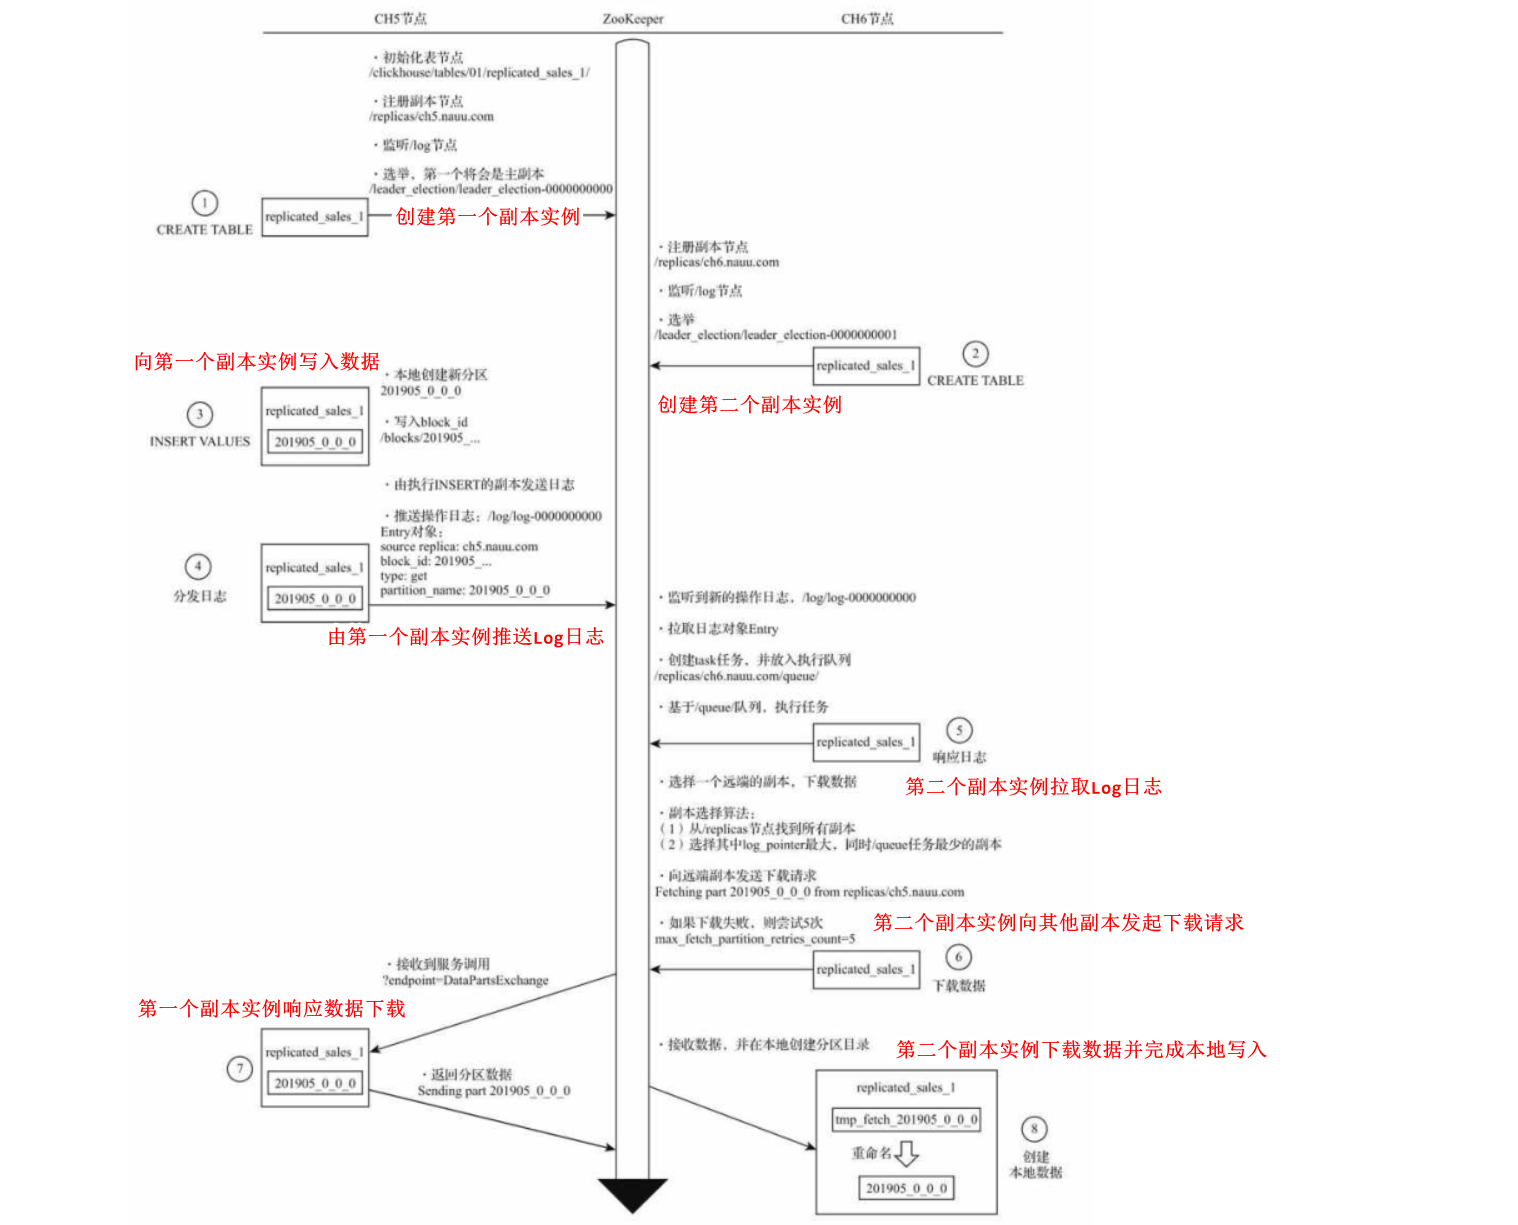 CH5节点
ZooKeeper
CH6节点
· 初始化表节点
/clickhouse/tables/01/replicated_sales_1/
· 注册副本节点
/replicas/ch5.nauu.com
· 监听/log节点
· 选举，第一个将会是主副本
/leader_election/leader_election-0000000000
1
CREATE TABLE
replicated_sales_1
创建第一个副本实例
· 注册副本节点
/replicas/ch6.nauu.com
· 监听/log节点
· 选举
/leader_election/leader_election-0000000001
replicated_sales_1
2
CREATE TABLE
创建第二个副本实例
向第一个副本实例写入数据
· 本地创建新分区
201905_0_0_0
· 写入block_id
/blocks/201905_...
3
INSERT VALUES
replicated_sales_1
201905_0_0_0
· 由执行INSERT的副本发送日志
· 推送操作日志：/log/log-0000000000
Entry对象：
source replica: ch5.nauu.com
block_id: 201905_...
type: get
partition_name: 201905_0_0_0
4
分发日志
replicated_sales_1
201905_0_0_0
由第一个副本实例推送Log日志
· 监听到新的操作日志，/log/log-0000000000
· 拉取日志对象Entry
· 创建task任务，并放入执行队列
/replicas/ch6.nauu.com/queue/
· 基于/queue/队列，执行任务
replicated_sales_1
5
响应日志
第二个副本实例拉取Log日志
· 选择一个远端的副本，下载数据
· 副本选择算法：
（1）从/replicas节点找到所有副本
（2）选择其中log_pointer最大，同时/queue任务最少的副本
· 向远端副本发送下载请求
Fetching part 201905_0_0_0 from replicas/ch5.nauu.com
· 如果下载失败，则尝试5次
max_fetch_partition_retries_count=5
第二个副本实例向其他副本发起下载请求
replicated_sales_1
6
下载数据
· 接收到服务调用
?endpoint=DataPartsExchange
第一个副本实例响应数据下载
7
replicated_sales_1
201905_0_0_0
· 返回分区数据
Sending part 201905_0_0_0
· 接收数据，并在本地创建分区目录
第二个副本实例下载数据并完成本地写入
replicated_sales_1
tmp_fetch_201905_0_0_0
重命名
201905_0_0_0
8
创建
本地数据